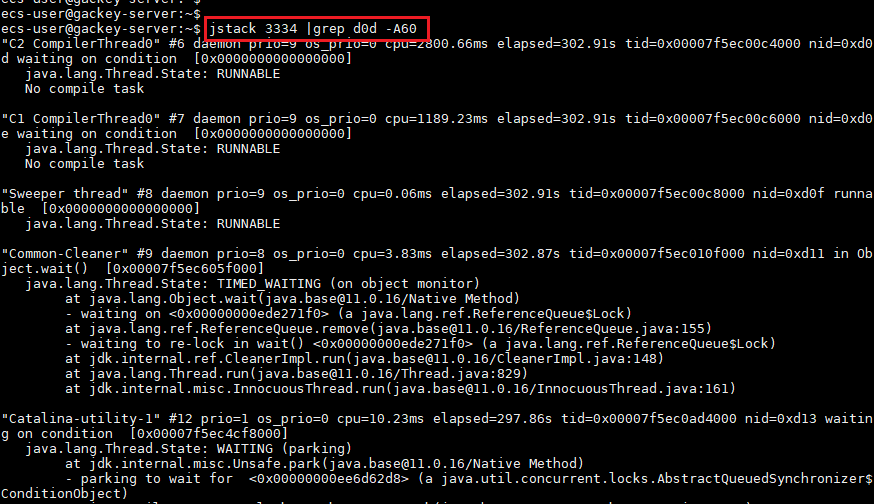 ecs-user@gackey-server:~$
ecs-user@gackey-server:~$ jstack 3334 |grep d0d -A60
"C2 CompilerThread0" #6 daemon prio=9 os_prio=0 cpu=2800.66ms elapsed=302.91s tid=0x00007f5ec00c4000 nid=0xd0
d waiting on condition  [0x0000000000000000]
   java.lang.Thread.State: RUNNABLE
   No compile task

"C1 CompilerThread0" #7 daemon prio=9 os_prio=0 cpu=1189.23ms elapsed=302.91s tid=0x00007f5ec00c6000 nid=0xd0
e waiting on condition  [0x0000000000000000]
   java.lang.Thread.State: RUNNABLE
   No compile task

"Sweeper thread" #8 daemon prio=9 os_prio=0 cpu=0.06ms elapsed=302.91s tid=0x00007f5ec00c8000 nid=0xd0f runna
ble  [0x0000000000000000]
   java.lang.Thread.State: RUNNABLE

"Common-Cleaner" #9 daemon prio=8 os_prio=0 cpu=3.83ms elapsed=302.87s tid=0x00007f5ec010f000 nid=0xd11 in Ob
ject.wait()  [0x00007f5ec605f000]
   java.lang.Thread.State: TIMED_WAITING (on object monitor)
        at java.lang.Object.wait(java.base@11.0.16/Native Method)
        - waiting on <0x00000000ede271f0> (a java.lang.ref.ReferenceQueue$Lock)
        at java.lang.ref.ReferenceQueue.remove(java.base@11.0.16/ReferenceQueue.java:155)
        - waiting to re-lock in wait() <0x00000000ede271f0> (a java.lang.ref.ReferenceQueue$Lock)
        at jdk.internal.ref.CleanerImpl.run(java.base@11.0.16/CleanerImpl.java:148)
        at java.lang.Thread.run(java.base@11.0.16/Thread.java:829)
        at jdk.internal.misc.InnocuousThread.run(java.base@11.0.16/InnocuousThread.java:161)

"Catalina-utility-1" #12 prio=1 os_prio=0 cpu=10.23ms elapsed=297.86s tid=0x00007f5ec0ad4000 nid=0xd13 waitin
g on condition  [0x00007f5ec4cf8000]
   java.lang.Thread.State: WAITING (parking)
        at jdk.internal.misc.Unsafe.park(java.base@11.0.16/Native Method)
        - parking to wait for  <0x00000000ee6d62d8> (a java.util.concurrent.locks.AbstractQueuedSynchronizer$
ConditionObject)